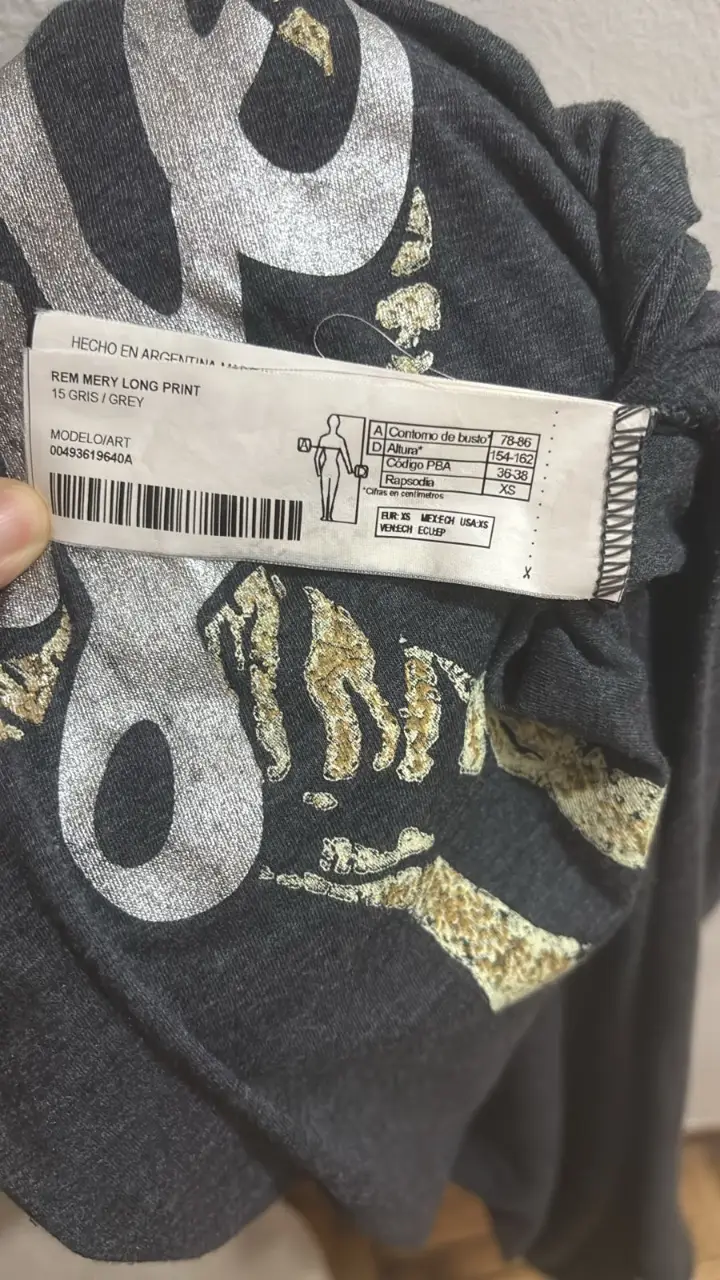 HECHO EN ARGENTINA
REM MERY LONG PRINT
15 GRIS / GREY
MODELO/ART
00493619640A
A
D
A Contorno de busto* 78-86
D Altura* 154-162
Código PBA 36-38
Rapsodia XS
*Cifras en centímetros
EUR: XS MEX:ECH USA:XS
VEN:ECH ECU:EP
X